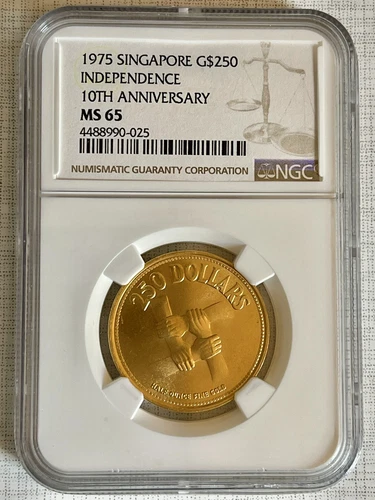 1975 SINGAPORE G$250
INDEPENDENCE
10TH ANNIVERSARY
MS 65
4488990-025
NUMISMATIC GUARANTY CORPORATION
NGC
250 DOLLARS
HALF OUNCE FINE GOLD